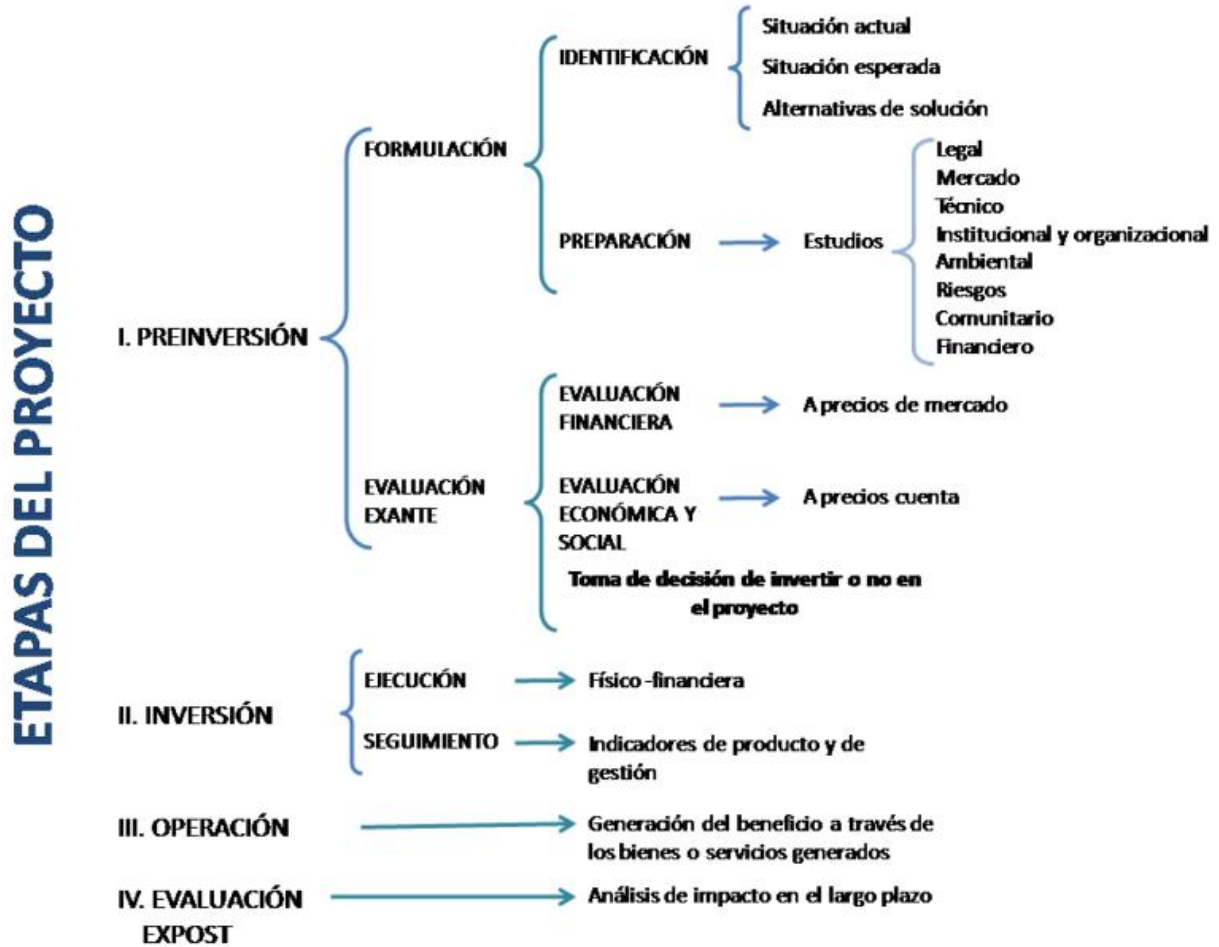 ETAPAS DEL PROYECTO
I. PREINVERSIÓN
FORMULACIÓN
IDENTIFICACIÓN
Situación actual
Situación esperada
Alternativas de solución
PREPARACIÓN
Estudios
Legal
Mercado
Técnico
Institucional y organizacional
Ambiental
Riesgos
Comunitario
Financiero
EVALUACIÓN
EXANTE
EVALUACIÓN
FINANCIERA
A precios de mercado
EVALUACIÓN
ECONÓMICA Y
SOCIAL
A precios cuenta
Toma de decisión de invertir o no en
el proyecto
II. INVERSIÓN
EJECUCIÓN
Físico -financiera
SEGUIMIENTO
Indicadores de producto y de
gestión
III. OPERACIÓN
Generación del beneficio a través de
los bienes o servicios generados
IV. EVALUACIÓN
EXPOST
Análisis de impacto en el largo plazo